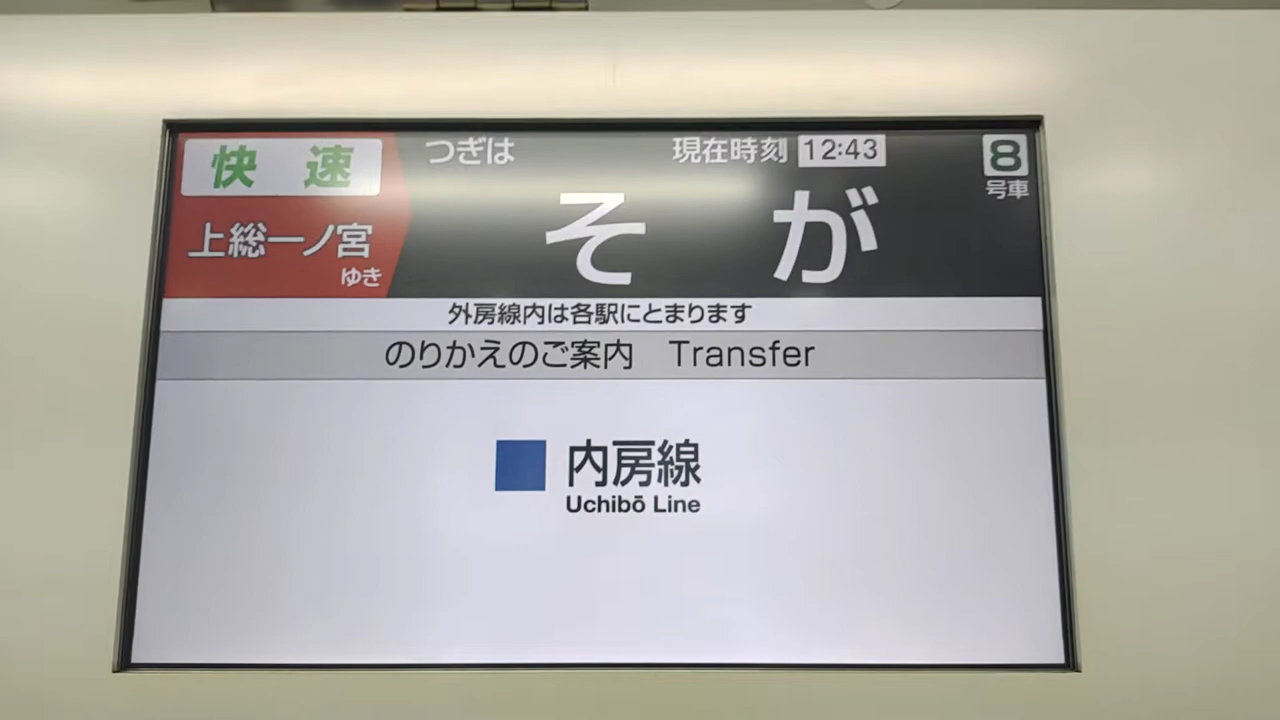 快速
つぎは
現在時刻 12:43
8
号車
上総一ノ宮
ゆき
そが
外房線内は各駅にとまります
のりかえのご案内 Transfer
内房線
Uchibō Line